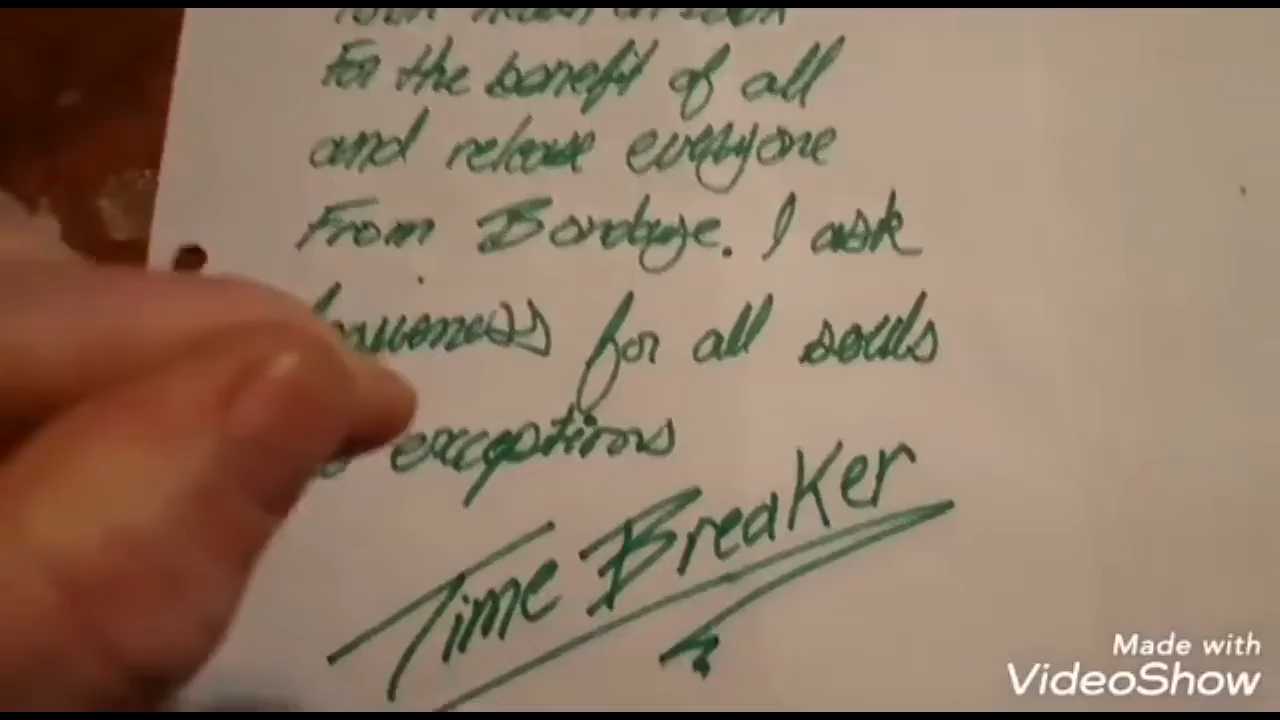 For the benefit of all
and release everyone
From Bondage. I ask
for all souls
exceptions
Time Breaker
Made with
VideoShow